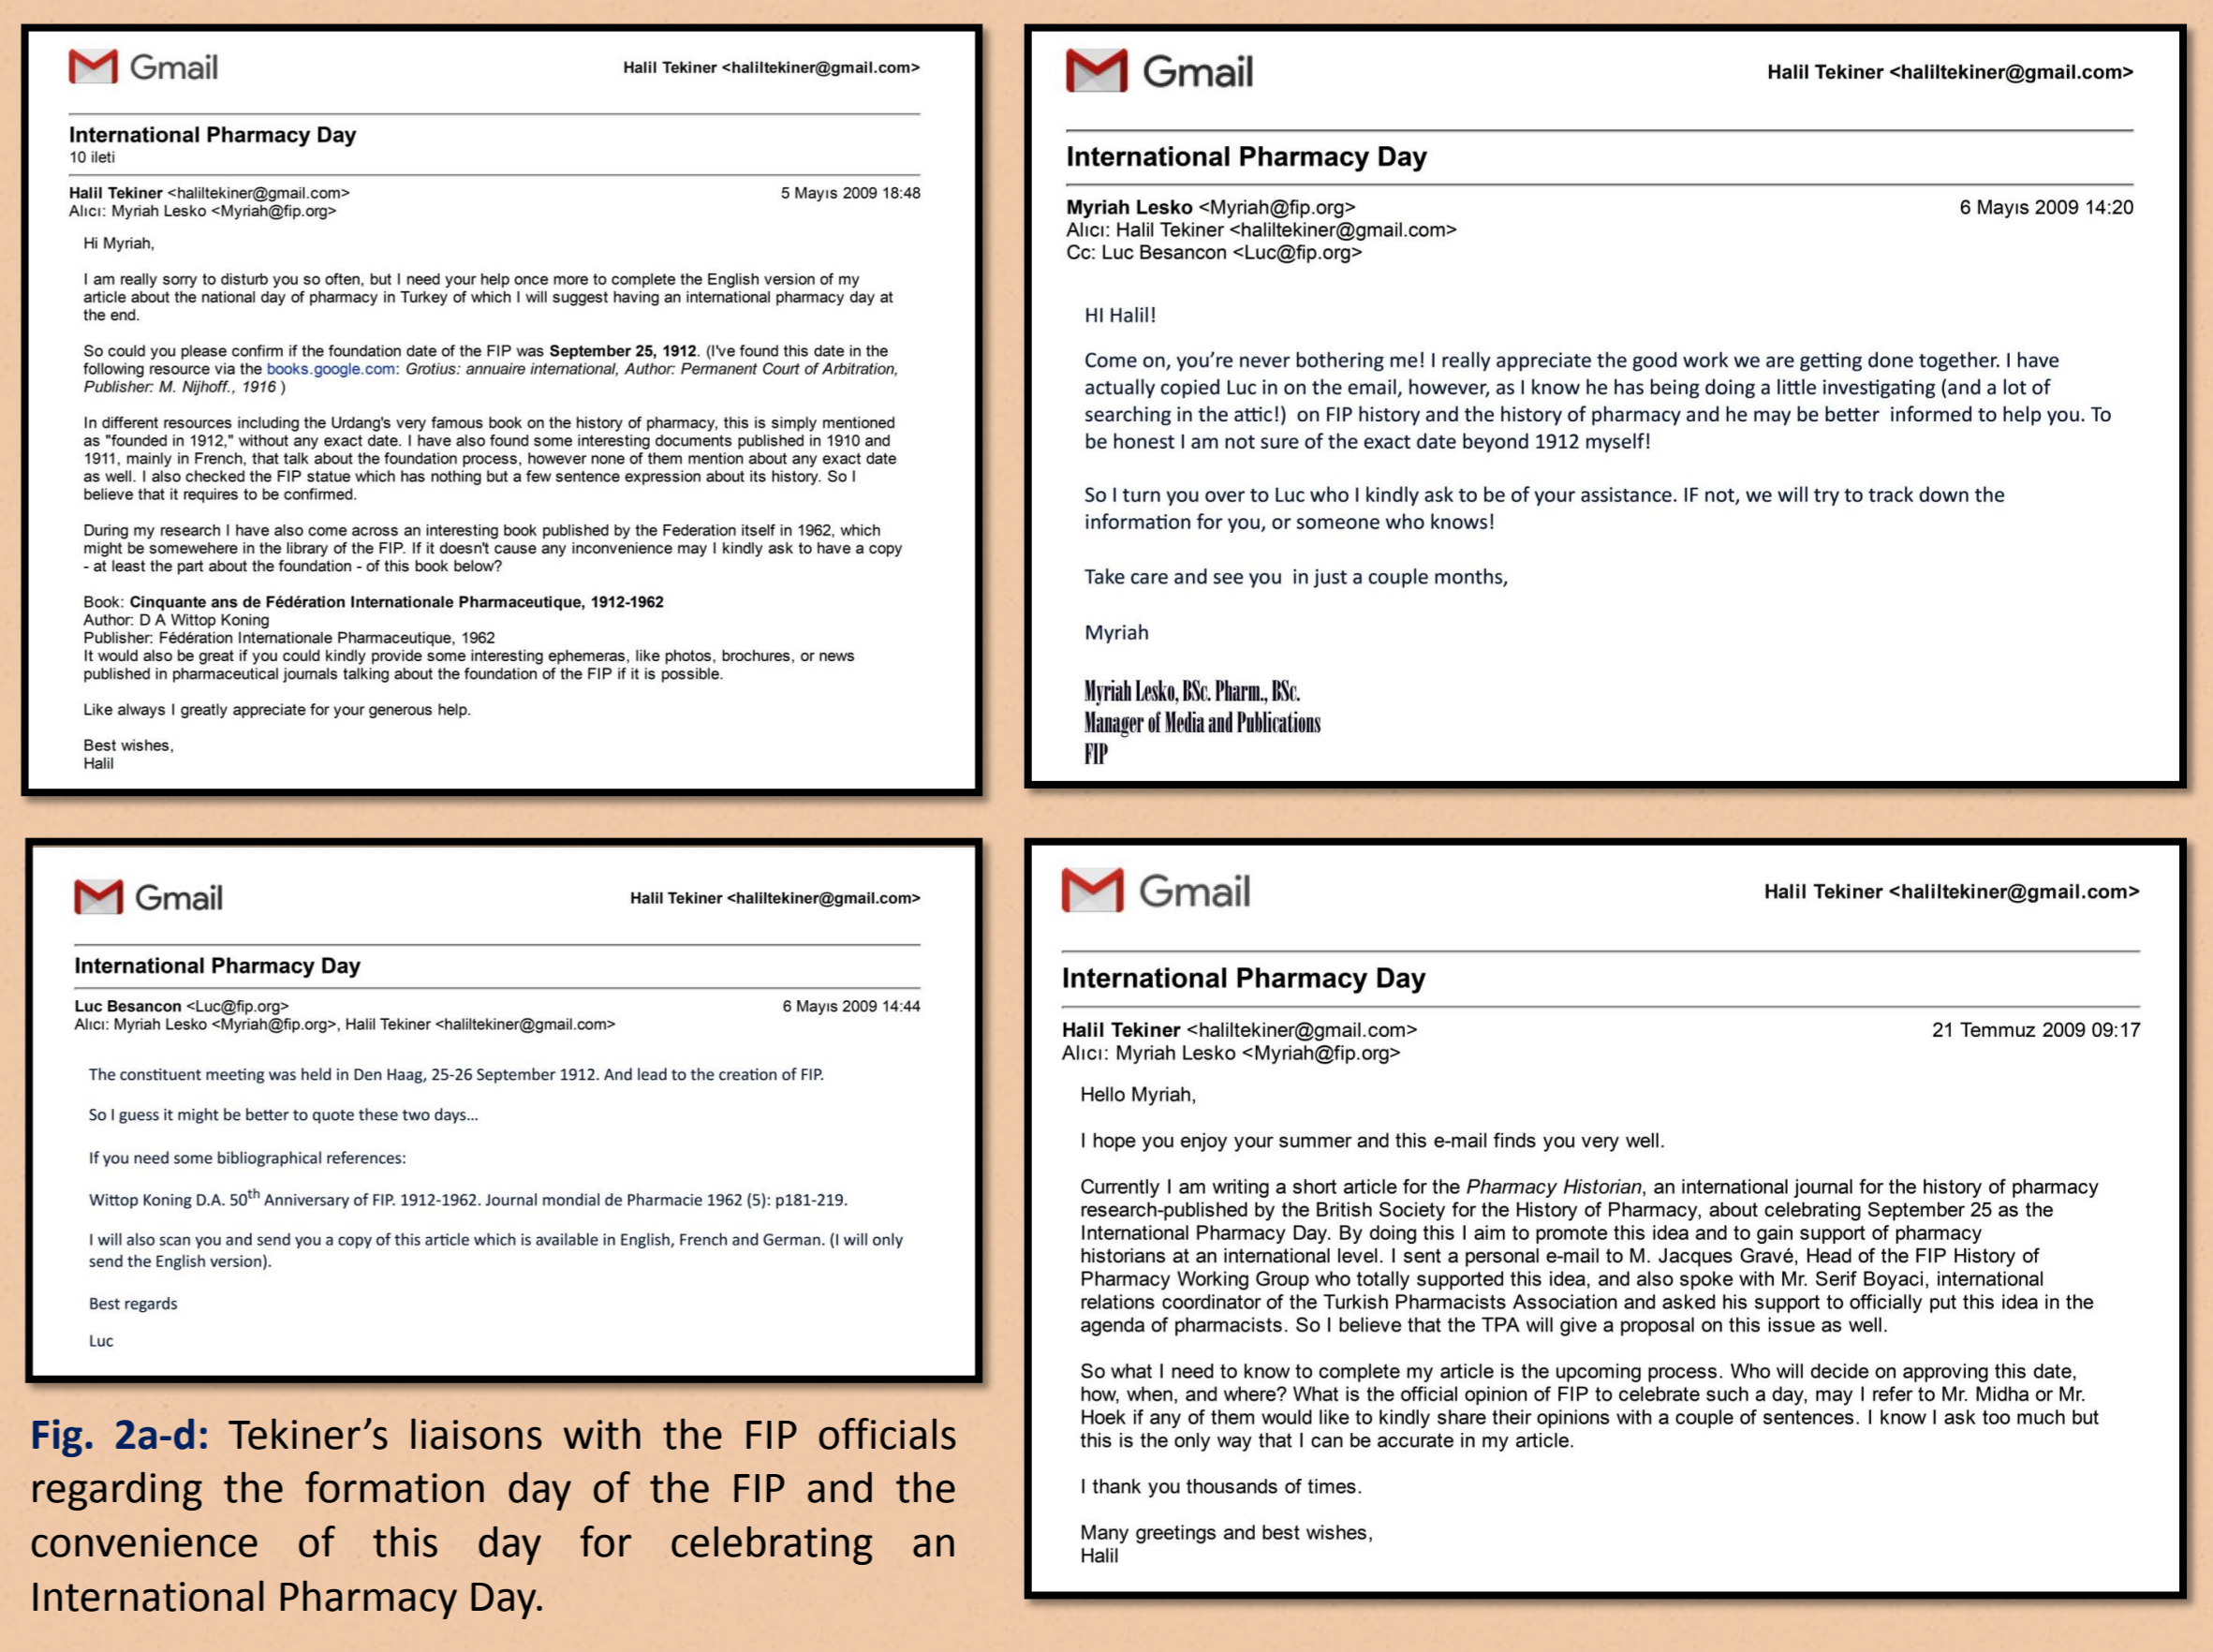 Gmail
Halil Tekiner <haliltekiner@gmail.com>
International Pharmacy Day
10 ileti
Halil Tekiner <haliltekiner@gmail.com>
5 Mayıs 2009 18:48
Alıcı: Myriah Lesko <Myriah@fip.org>
Hi Myriah,
I am really sorry to disturb you so often, but I need your help once more to complete the English version of my
article about the national day of pharmacy in Turkey of which I will suggest having an international pharmacy day at
the end.
So could you please confirm if the foundation date of the FIP was September 25, 1912. (I've found this date in the
following resource via the books.google.com: Grotius: annuaire international, Author: Permanent Court of Arbitration,
Publisher: M. Nijhoff., 1916 )
In different resources including the Urdang's very famous book on the history of pharmacy, this is simply mentioned
as "founded in 1912," without any exact date. I have also found some interesting documents published in 1910 and
1911, mainly in French, that talk about the foundation process, however none of them mention about any exact date
as well. I also checked the FIP statue which has nothing but a few sentence expression about its history. So I
believe that it requires to be confirmed.
During my research I have also come across an interesting book published by the Federation itself in 1962, which
might be somewehere in the library of the FIP. If it doesn't cause any inconvenience may I kindly ask to have a copy
- at least the part about the foundation - of this book below?
Book: Cinquante ans de Fédération Internationale Pharmaceutique, 1912-1962
Author: D A Wittop Koning
Publisher: Fédération Internationale Pharmaceutique, 1962
It would also be great if you could kindly provide some interesting ephemeras, like photos, brochures, or news
published in pharmaceutical journals talking about the foundation of the FIP if it is possible.
Like always I greatly appreciate for your generous help.
Best wishes,
Halil
Gmail
Halil Tekiner <haliltekiner@gmail.com>
International Pharmacy Day
Myriah Lesko <Myriah@fip.org>
6 Mayıs 2009 14:20
Alıcı: Halil Tekiner <haliltekiner@gmail.com>
Cc: Luc Besancon <Luc@fip.org>
HI Halil!
Come on, you're never bothering me! I really appreciate the good work we are getting done together. I have
actually copied Luc in on the email, however, as I know he has being doing a little investigating (and a lot of
searching in the attic!)  on FIP history and the history of pharmacy and he may be better  informed to help you. To
be honest I am not sure of the exact date beyond 1912 myself!
So I turn you over to Luc who I kindly ask to be of your assistance. IF not, we will try to track down the
information for you, or someone who knows!
Take care and see you  in just a couple months,
Myriah
Myriah Lesko, BSc. Pharm., BSc.
Manager of Media and Publications
FIP
Gmail
Halil Tekiner <haliltekiner@gmail.com>
International Pharmacy Day
Luc Besancon <Luc@fip.org>
6 Mayıs 2009 14:44
Alıcı: Myriah Lesko <Myriah@fip.org>, Halil Tekiner <haliltekiner@gmail.com>
The constituent meeting was held in Den Haag, 25-26 September 1912. And lead to the creation of FIP.
So I guess it might be better to quote these two days...
If you need some bibliographical references:
Wittop Koning D.A. 50th Anniversary of FIP. 1912-1962. Journal mondial de Pharmacie 1962 (5): p181-219.
I will also scan you and send you a copy of this article which is available in English, French and German. (I will only
send the English version).
Best regards
Luc
Gmail
Halil Tekiner <haliltekiner@gmail.com>
International Pharmacy Day
Halil Tekiner <haliltekiner@gmail.com>
21 Temmuz 2009 09:17
Alıcı: Myriah Lesko <Myriah@fip.org>
Hello Myriah,
I hope you enjoy your summer and this e-mail finds you very well.
Currently I am writing a short article for the Pharmacy Historian, an international journal for the history of pharmacy
research-published by the British Society for the History of Pharmacy, about celebrating September 25 as the
International Pharmacy Day. By doing this I aim to promote this idea and to gain support of pharmacy
historians at an international level. I sent a personal e-mail to M. Jacques Gravé, Head of the FIP History of
Pharmacy Working Group who totally supported this idea, and also spoke with Mr. Serif Boyaci, international
relations coordinator of the Turkish Pharmacists Association and asked his support to officially put this idea in the
agenda of pharmacists. So I believe that the TPA will give a proposal on this issue as well.
So what I need to know to complete my article is the upcoming process. Who will decide on approving this date,
how, when, and where? What is the official opinion of FIP to celebrate such a day, may I refer to Mr. Midha or Mr.
Hoek if any of them would like to kindly share their opinions with a couple of sentences. I know I ask too much but
this is the only way that I can be accurate in my article.
I thank you thousands of times.
Many greetings and best wishes,
Halil
Fig. 2a-d: Tekiner's liaisons with the FIP officials
regarding the formation day of the FIP and the
convenience of this day for celebrating an
International Pharmacy Day.